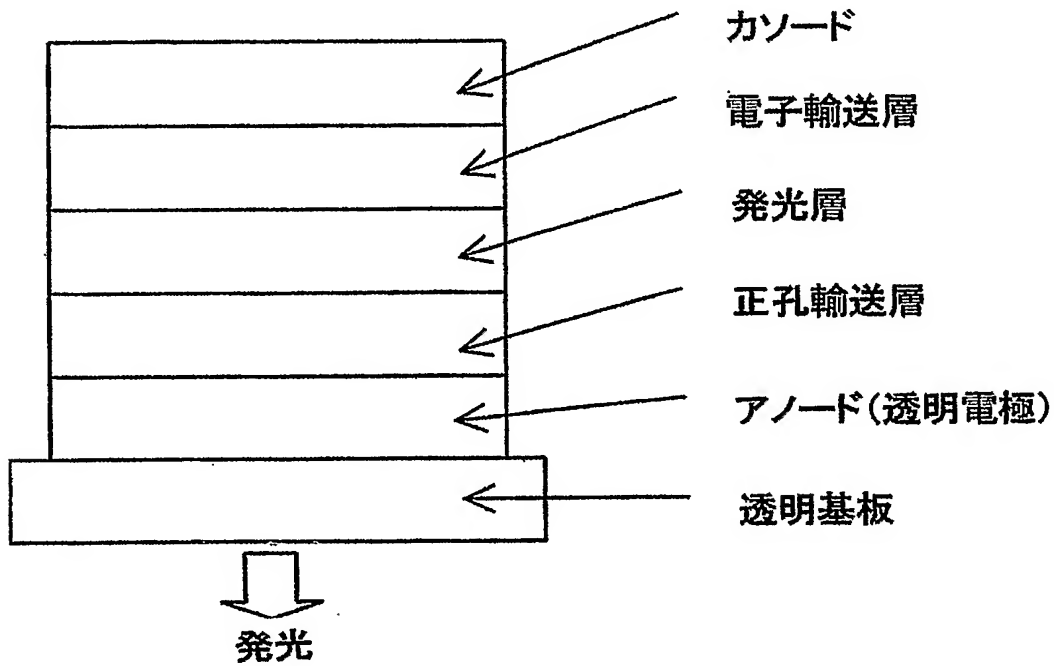 カソード
電子輸送層
発光層
正孔輸送層
アノード(透明電極)
透明基板
発光